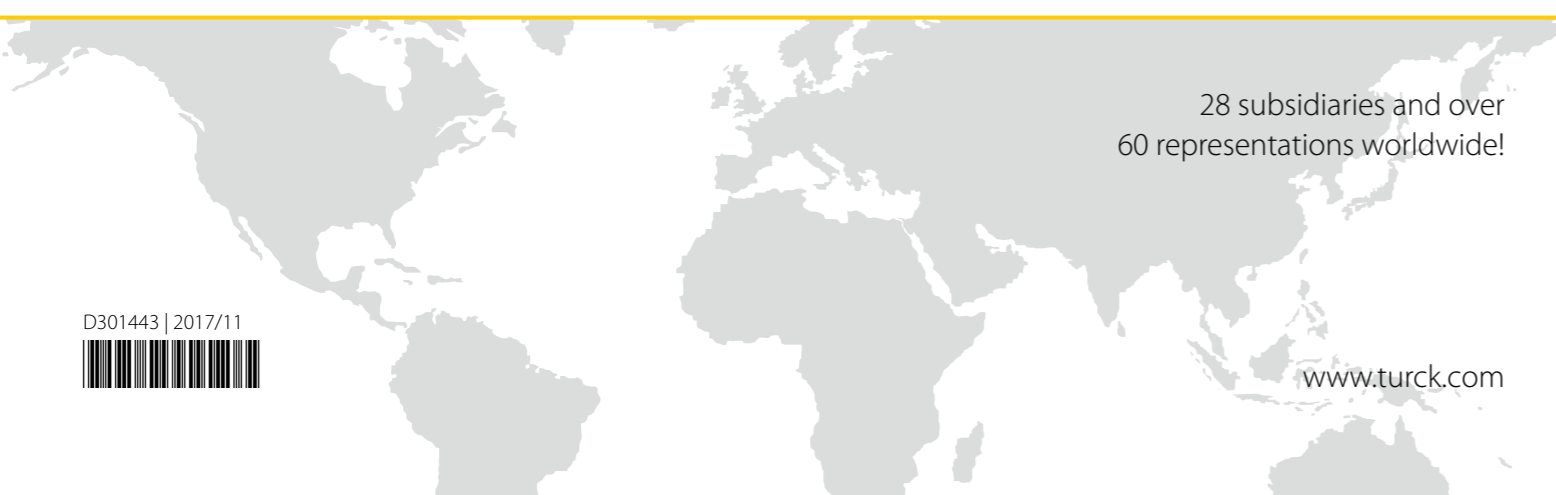 28 subsidiaries and over
60 representations worldwide!
D301443 | 2017/11
www.turck.com